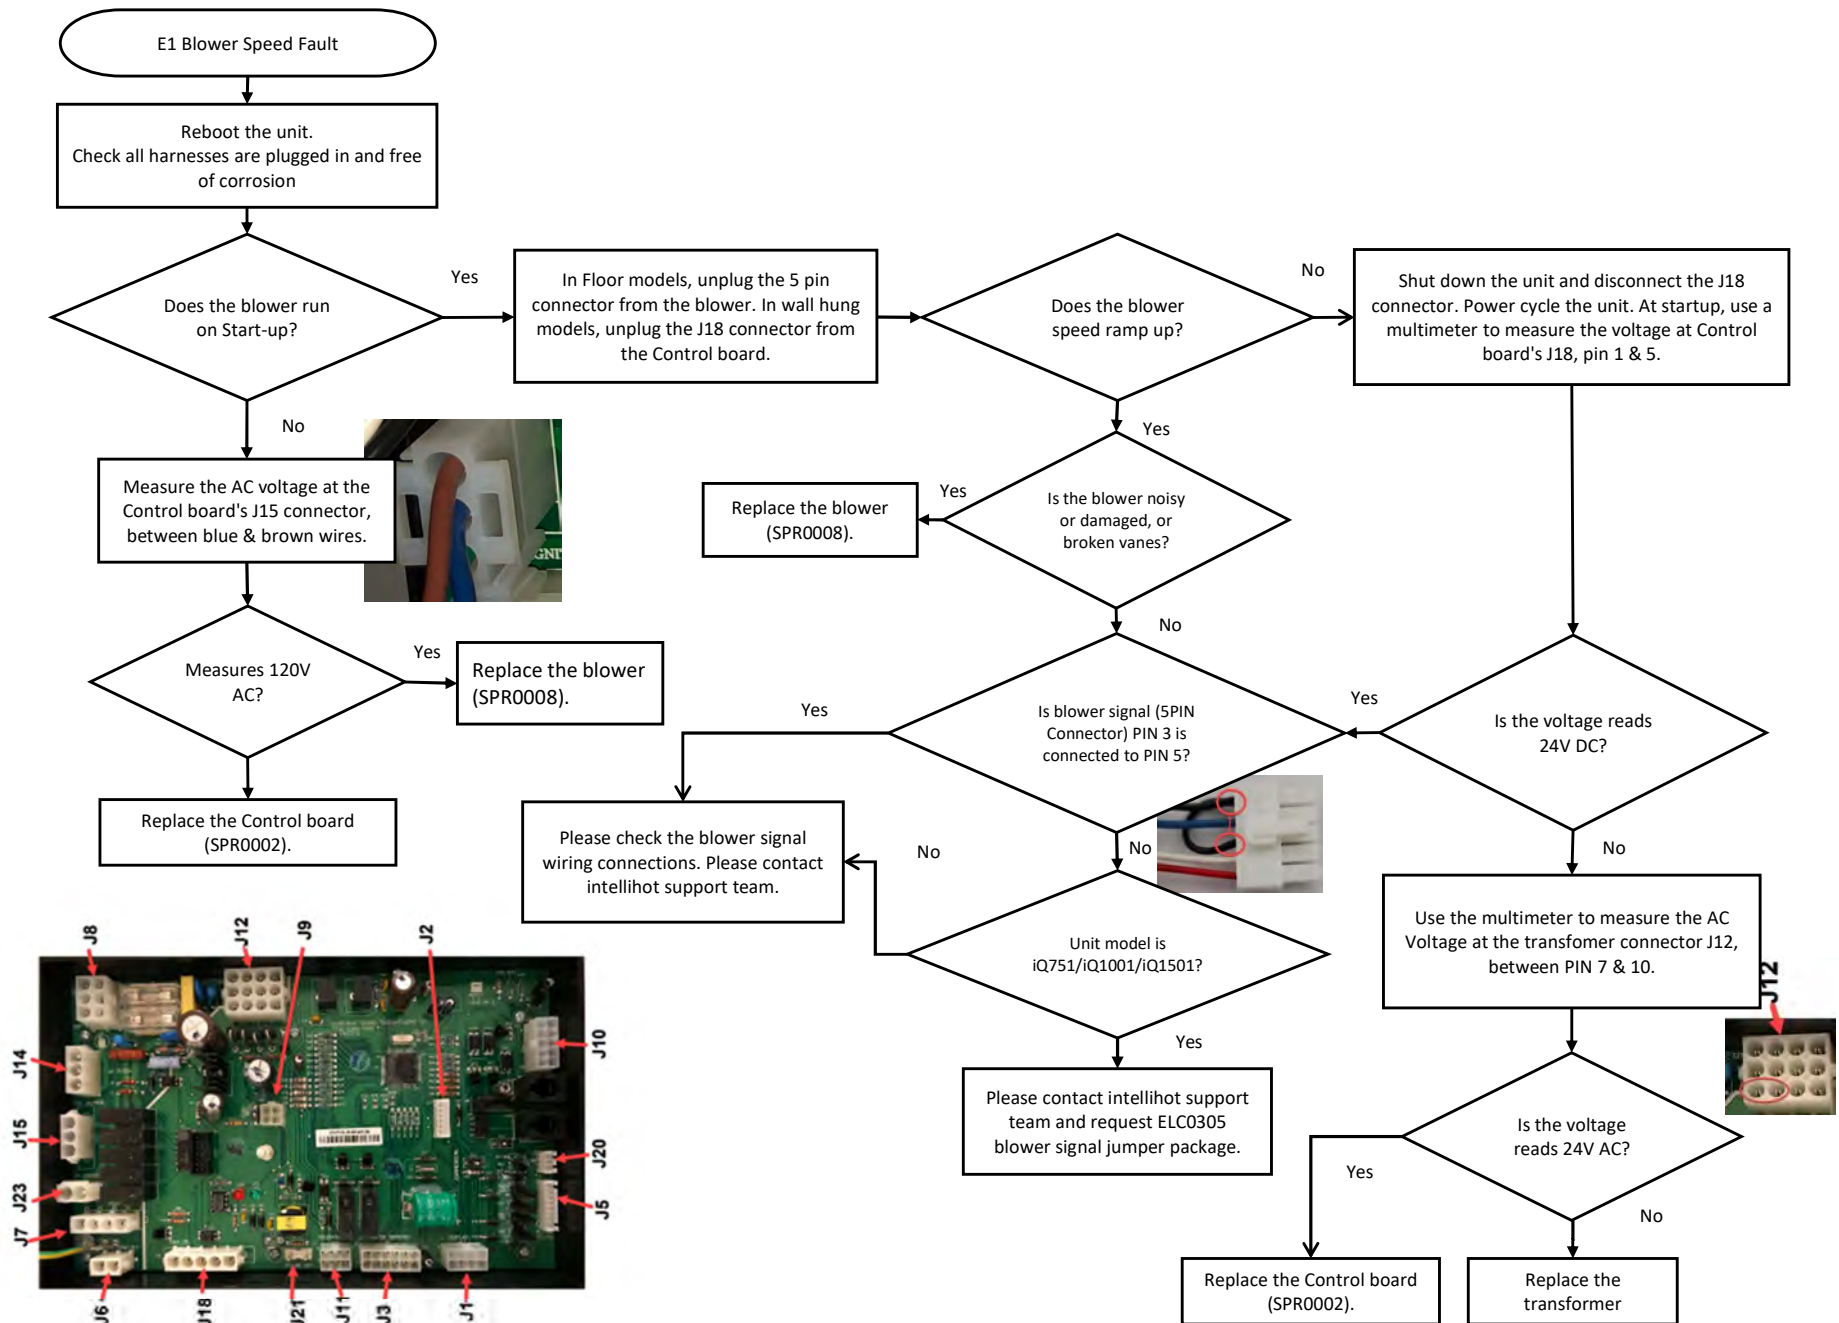 E1 Blower Speed Fault
Reboot the unit.
Check all harnesses are plugged in and free
of corrosion
Does the blower run
on Start-up?
Yes
In Floor models, unplug the 5 pin
connector from the blower. In wall hung
models, unplug the J18 connector from
the Control board.
Does the blower
speed ramp up?
No
Shut down the unit and disconnect the J18
connector. Power cycle the unit. At startup, use a
multimeter to measure the voltage at Control
board's J18, pin 1 & 5.
No
Measure the AC voltage at the
Control board's J15 connector,
between blue & brown wires.
GNI
Yes
Is the blower noisy
or damaged, or
broken vanes?
Yes
Replace the blower
(SPR0008).
No
Measures 120V
AC?
Yes
Replace the blower
(SPR0008).
Replace the Control board
(SPR0002).
Is blower signal (5PIN
Connector) PIN 3 is
connected to PIN 5?
Yes
Yes
Is the voltage reads
24V DC?
Please check the blower signal
wiring connections. Please contact
intellihot support team.
No
No
Unit model is
iQ751/iQ1001/iQ1501?
Yes
Please contact intellihot support
team and request ELC0305
blower signal jumper package.
No
Use the multimeter to measure the AC
Voltage at the transfomer connector J12,
between PIN 7 & 10.
J12
Is the voltage
reads 24V AC?
Yes
No
Replace the Control board
(SPR0002).
Replace the
transformer
J8
J12
J9
J2
J14
J10
J15
J23
J20
J7
J5
J6
J18
J21
J11
J3
J1